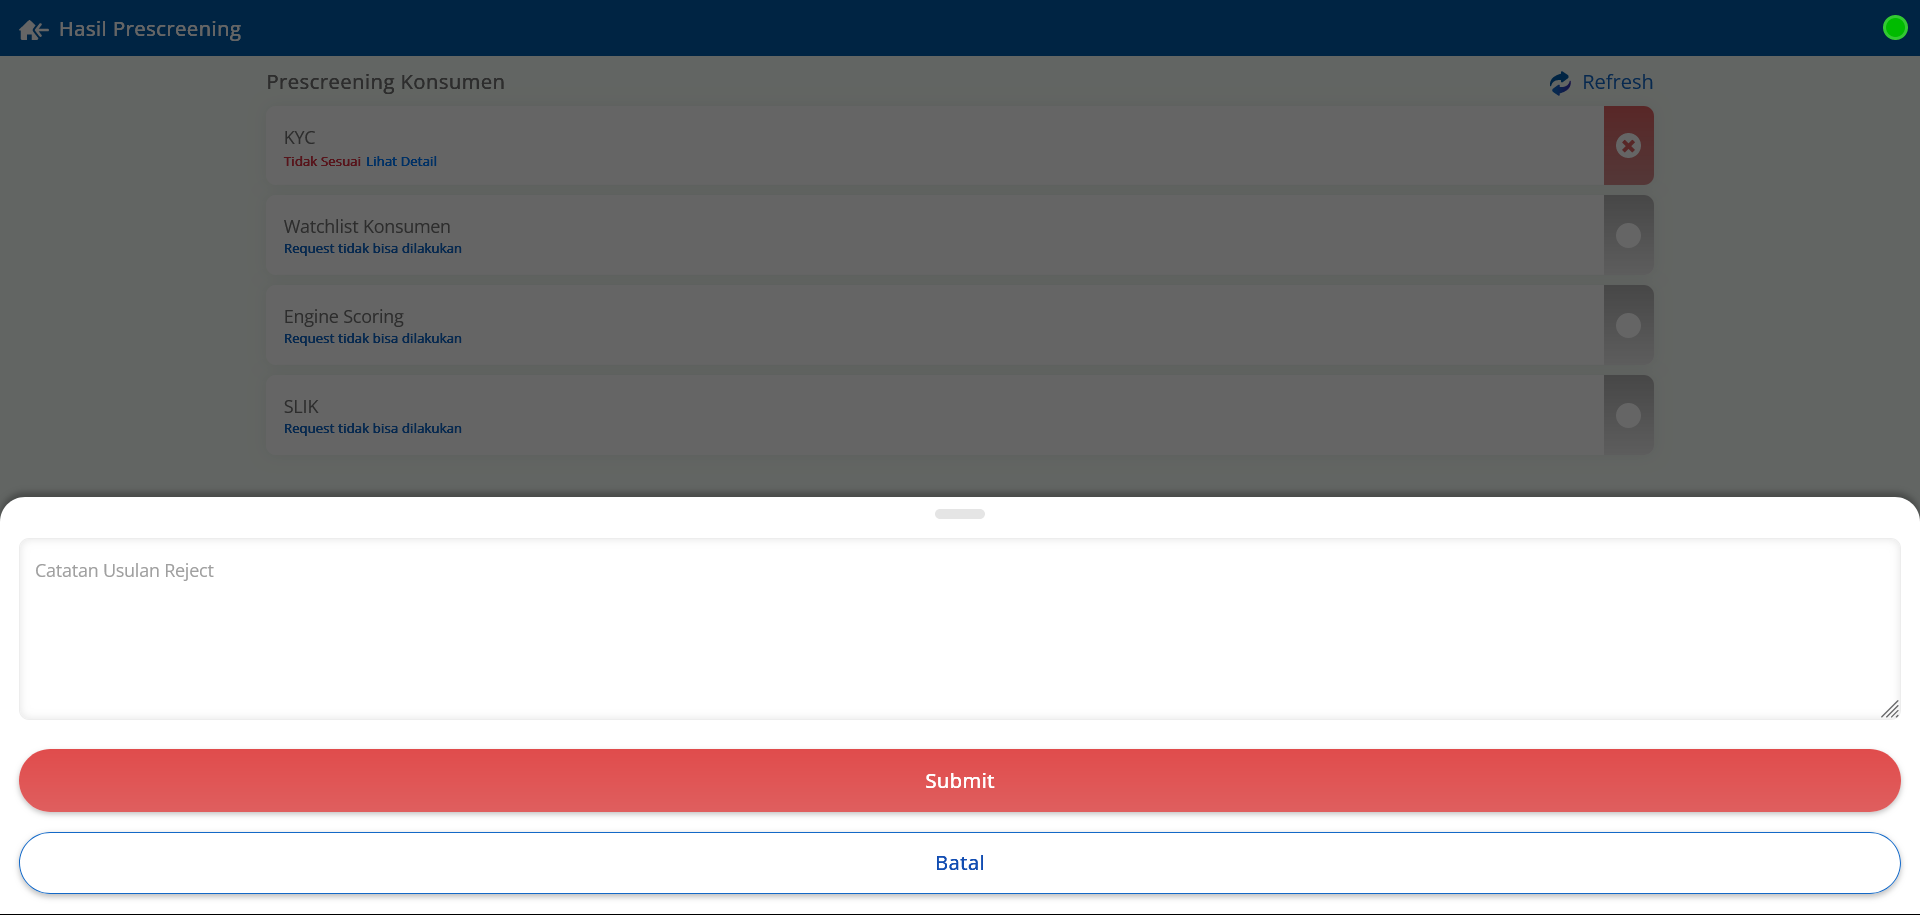 Hasil Prescreening
Prescreening Konsumen
Refresh
KYC
Tidak Sesuai Lihat Detail
Watchlist Konsumen
Request tidak bisa dilakukan
Engine Scoring
Request tidak bisa dilakukan
SLIK
Request tidak bisa dilakukan
Catatan Usulan Reject
Submit
Batal